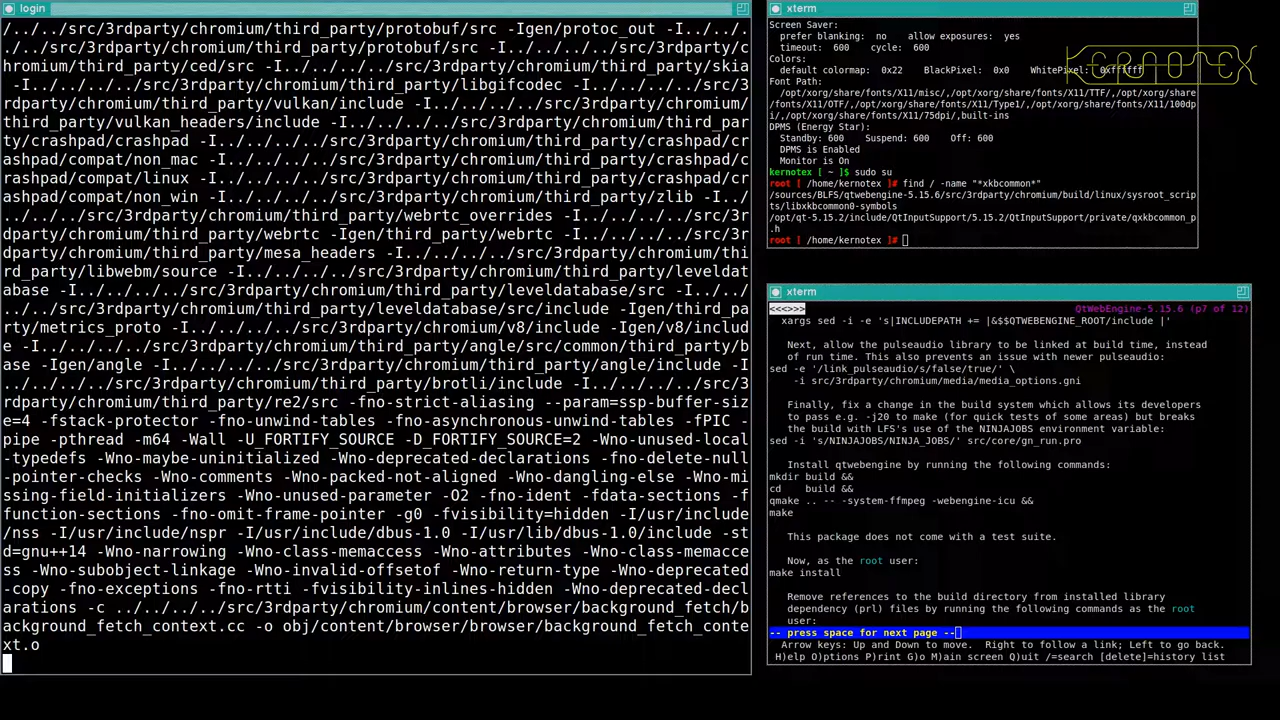 login
/../../src/3rdparty/chromium/third_party/protobuf/src -Igen/protoc_out -I../../.
./../src/3rdparty/chromium/third_party/protobuf/src -I../../../../src/3rdparty/c
hromium/third_party/ced/src -I../../../../src/3rdparty/chromium/third_party/skia
 -I../../../../src/3rdparty/chromium/third_party/libgifcodec -I../../../../src/3
rdparty/chromium/third_party/vulkan/include -I../../../../src/3rdparty/chromium/
third_party/vulkan_headers/include -I../../../../src/3rdparty/chromium/third_par
ty/crashpad/crashpad -I../../../../src/3rdparty/chromium/third_party/crashpad/cr
ashpad/compat/non_mac -I../../../../src/3rdparty/chromium/third_party/crashpad/c
rashpad/compat/linux -I../../../../src/3rdparty/chromium/third_party/crashpad/cr
ashpad/compat/non_win -I../../../../src/3rdparty/chromium/third_party/zlib -I../
../../../src/3rdparty/chromium/third_party/webrtc_overrides -I../../../../src/3r
dparty/chromium/third_party/webrtc -Igen/third_party/webrtc -I../../../../src/3r
dparty/chromium/third_party/mesa_headers -I../../../../src/3rdparty/chromium/thi
rd_party/libwebm/source -I../../../../src/3rdparty/chromium/third_party/leveldat
abase -I../../../../src/3rdparty/chromium/third_party/leveldatabase/src -I../../
../../src/3rdparty/chromium/third_party/leveldatabase/src/include -Igen/third_pa
rty/metrics_proto -I../../../../src/3rdparty/chromium/v8/include -Igen/v8/includ
e -I../../../../src/3rdparty/chromium/third_party/angle/src/common/third_party/b
ase -Igen/angle -I../../../../src/3rdparty/chromium/third_party/angle/include -I
../../../../src/3rdparty/chromium/third_party/brotli/include -I../../../../src/3
rdparty/chromium/third_party/re2/src -fno-strict-aliasing --param=ssp-buffer-siz
e=4 -fstack-protector -fno-unwind-tables -fno-asynchronous-unwind-tables -fPIC -
pipe -pthread -m64 -Wall -U_FORTIFY_SOURCE -D_FORTIFY_SOURCE=2 -Wno-unused-local
-typedefs -Wno-maybe-uninitialized -Wno-deprecated-declarations -fno-delete-null
-pointer-checks -Wno-comments -Wno-packed-not-aligned -Wno-dangling-else -Wno-mi
ssing-field-initializers -Wno-unused-parameter -O2 -fno-ident -fdata-sections -f
function-sections -fno-omit-frame-pointer -g0 -fvisibility=hidden -I/usr/include
/nss -I/usr/include/nspr -I/usr/include/dbus-1.0 -I/usr/lib/dbus-1.0/include -st
d=gnu++14 -Wno-narrowing -Wno-class-memaccess -Wno-attributes -Wno-class-memacce
ss -Wno-subobject-linkage -Wno-invalid-offsetof -Wno-return-type -Wno-deprecated
-copy -fno-exceptions -fno-rtti -fvisibility-inlines-hidden -Wno-deprecated-decl
arations -c ../../../../src/3rdparty/chromium/content/browser/background_fetch/b
ackground_fetch_context.cc -o obj/content/browser/browser/background_fetch_conte
xt.o
xterm
Screen Saver:
  prefer blanking:  no    allow exposures:  yes
  timeout:  600    cycle:  600
Colors:
  default colormap:  0x22    BlackPixel:  0x0    WhitePixel:  0xffffff
KERNOTEX
Font Path:
  /opt/xorg/share/fonts/X11/misc/,/opt/xorg/share/fonts/X11/TTF/,/opt/xorg/share
/fonts/X11/OTF/,/opt/xorg/share/fonts/X11/Type1/,/opt/xorg/share/fonts/X11/100dp
i/,/opt/xorg/share/fonts/X11/75dpi/,built-ins
DPMS (Energy Star):
  Standby: 600    Suspend: 600    Off: 600
  DPMS is Enabled
  Monitor is On
kernotex [ ~ ]$ sudo su
root [ /home/kernotex ]# find / -name "*xkbcommon*"
/sources/BLFS/qtwebengine-5.15.6/src/3rdparty/chromium/build/linux/sysroot_scrip
ts/libxkbcommon0-symbols
/opt/qt-5.15.2/include/QtInputSupport/5.15.2/QtInputSupport/private/qxkbcommon_p
.h
root [ /home/kernotex ]#
xterm
<<<>>> QtWebEngine-5.15.6 (p7 of 12)
xargs sed -i -e 's|INCLUDEPATH += |&$$QTWEBENGINE_ROOT/include |'
Next, allow the pulseaudio library to be linked at build time, instead
of run time. This also prevents an issue with newer pulseaudio:
sed -e '/link_pulseaudio/s/false/true/' \
    -i src/3rdparty/chromium/media/media_options.gni
Finally, fix a change in the build system which allows its developers
to pass e.g. -j20 to make (for quick tests of some areas) but breaks
the build with LFS's use of the NINJAJOBS environment variable:
sed -i 's/NINJAJOBS/NINJA_JOBS/' src/core/gn_run.pro
Install qtwebengine by running the following commands:
mkdir build &&
cd    build &&
qmake .. -- -system-ffmpeg -webengine-icu &&
make
This package does not come with a test suite.
Now, as the root user:
make install
Remove references to the build directory from installed library
dependency (prl) files by running the following commands as the root
user:
-- press space for next page --
  Arrow keys: Up and Down to move.  Right to follow a link; Left to go back.
 H)elp O)ptions P)rint G)o M)ain screen Q)uit /=search [delete]=history list